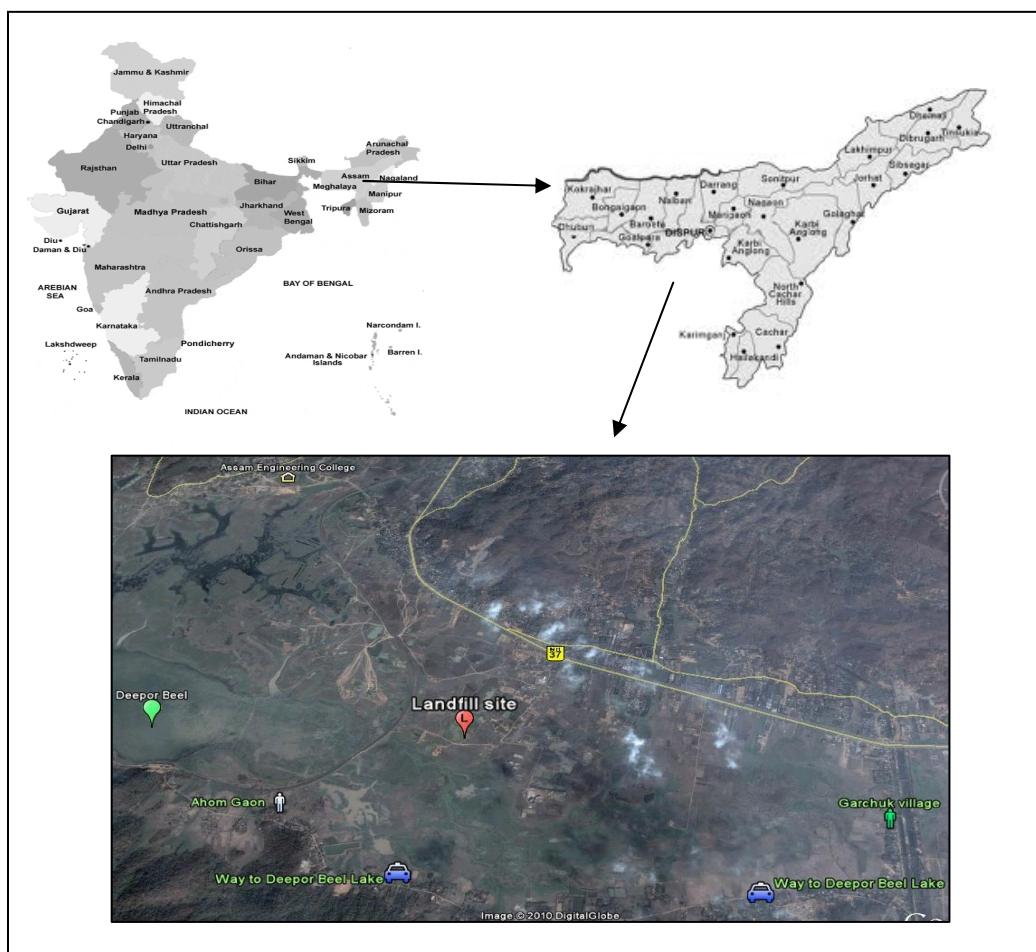 Jammu & Kashmir
Himachal
Pradesh
Punjab
Chandigarh
Uttranchal
Haryana
Delhi
Rajsthan
Uttar Pradesh
Sikkim
Arunachal
Pradesh
Assam
Nagaland
Meghalaya
Manipur
Bihar
Tripura
Mizoram
Jharkhand
West
Bengal
Gujarat
Madhya Pradesh
Chattishgarh
Diu
Daman & Diu
Orissa
Maharashtra
BAY OF BENGAL
AREBIAN
SEA
Andhra Pradesh
Goa
Karnataka
Narcondam I.
Lakshdweep
Pondicherry
Barren I.
Andaman & Nicobar
Islands
Tamilnadu
Kerala
INDIAN OCEAN
Dhemaji
Dibrugarh
Tinsukia
Lakhimpur
Sibsagar
Jorhat
Sonitpur
Darrang
Kokrajhar
Nalbari
Bongaigaon
Marigaon
Nagaon
Golaghat
Barpeta
Dhuburi
Goalpara
DISPUR
Karbi
Anglong
Karbi
Anglong
North
Cachar
Hills
Karimganj
Cachar
Hailakandi
Assam Engineering College
37
Deepor Beel
Landfill site
L
Ahom Gaon
Garchuk village
Way to Deepor Beel Lake
Way to Deepor Beel Lake
Image © 2010 DigitalGlobe